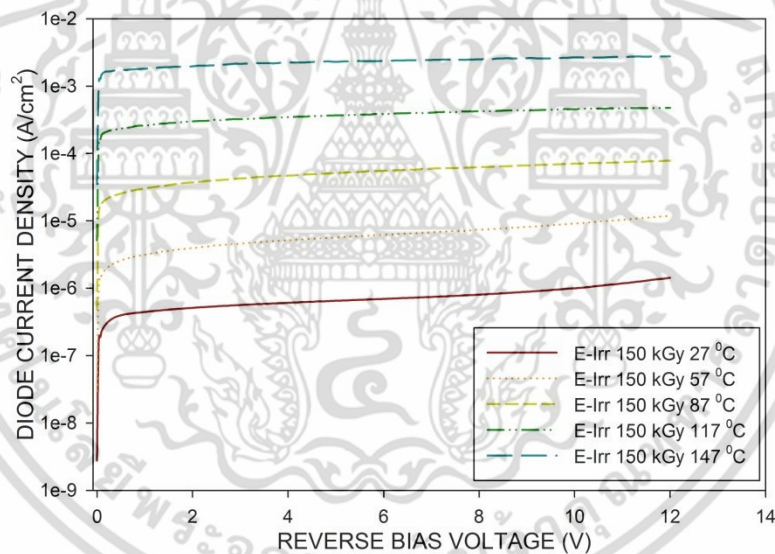 1e-2
1e-3
1e-4
1e-5
1e-6
1e-7
1e-8
1e-9
DIODE CURRENT DENSITY (A/cm²)
E-Irr 150 kGy 27 ⁰C
E-Irr 150 kGy 57 ⁰C
E-Irr 150 kGy 87 ⁰C
E-Irr 150 kGy 117 ⁰C
E-Irr 150 kGy 147 ⁰C
0 2 4 6 8 10 12 14
REVERSE BIAS VOLTAGE (V)